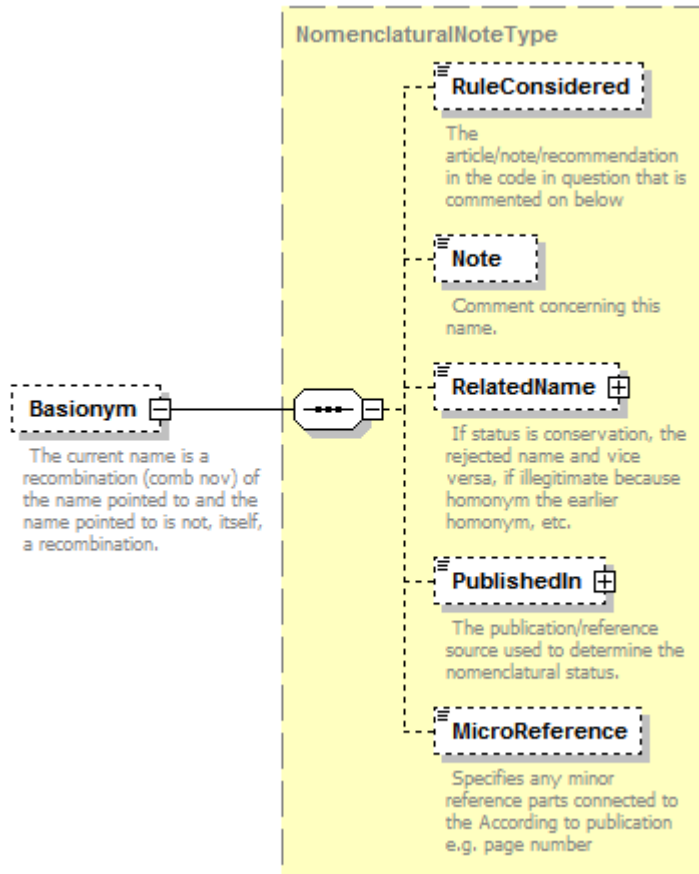 NomenclaturalNoteType
RuleConsidered
The
article/note/recommendation
in the code in question that is
commented on below
Note
Comment concerning this
name.
RelatedName
If status is conservation, the
rejected name and vice
versa, if illegitimate because
homonym the earlier
homonym, etc.
Basionym
The current name is a
recombination (comb nov) of
the name pointed to and the
name pointed to is not, itself,
a recombination.
PublishedIn
The publication/reference
source used to determine the
nomenclatural status.
MicroReference
Specifies any minor
reference parts connected to
the According to publication
e.g. page number